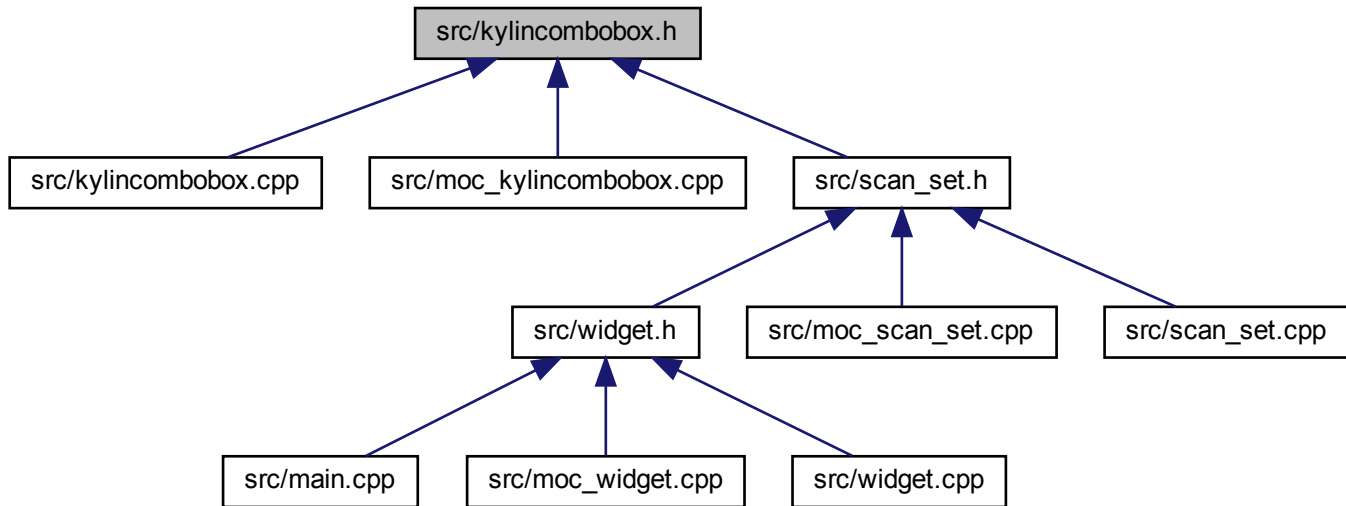 src/kylincombobox.h
src/kylincombobox.cpp
src/moc_kylincombobox.cpp
src/scan_set.h
src/widget.h
src/moc_scan_set.cpp
src/scan_set.cpp
src/main.cpp
src/moc_widget.cpp
src/widget.cpp